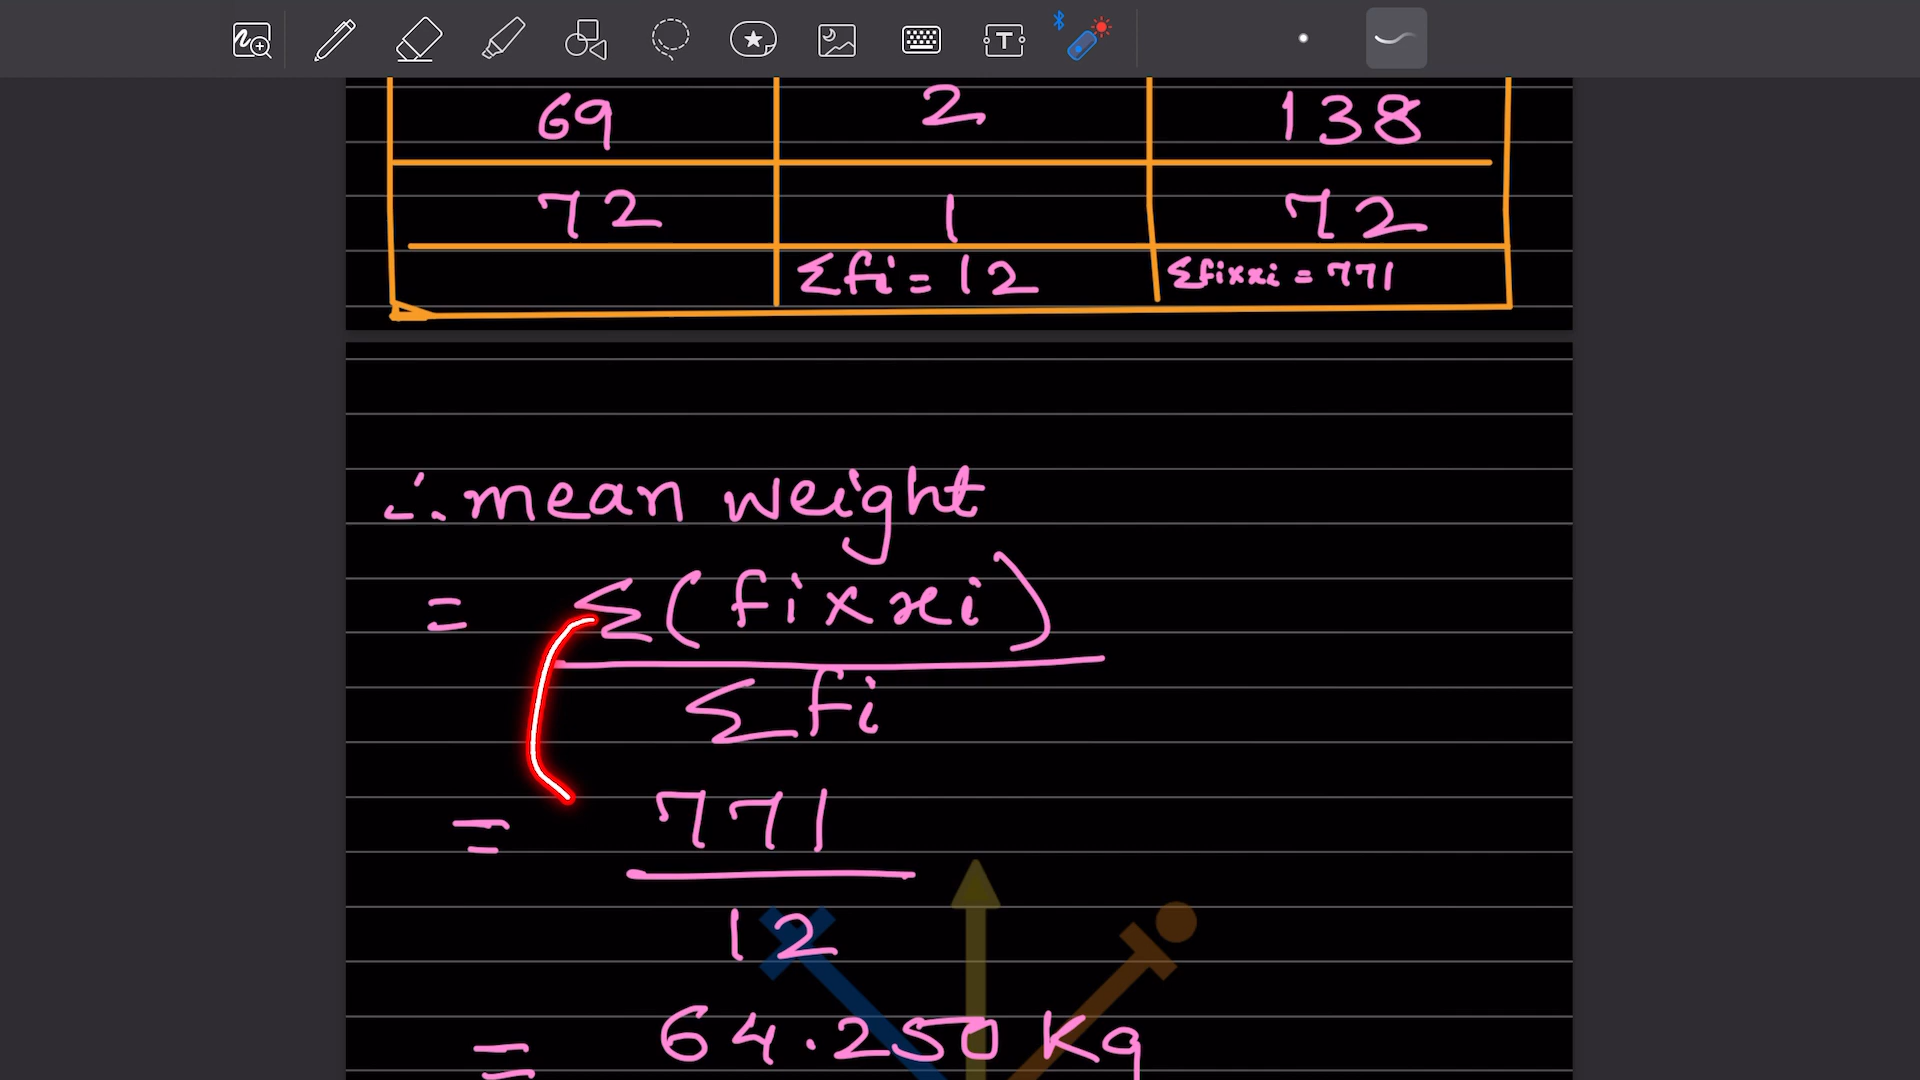 69 2 138
72 1 72
Σfi = 12 Σfixxi = 771
∴ mean weight
= Σ(fixxi)
Σfi
= 771
12
= 64.250 Kg